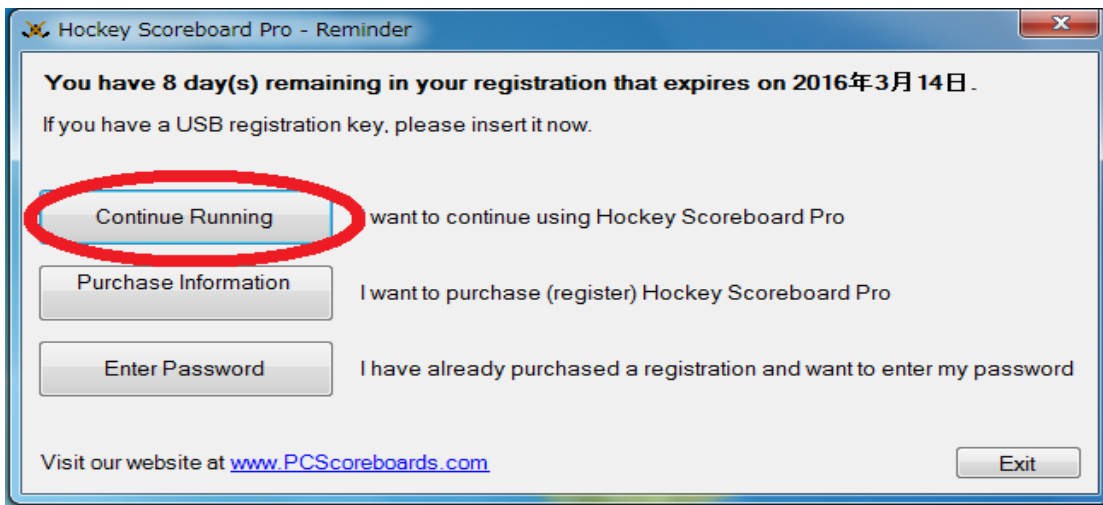 Hockey Scoreboard Pro - Reminder
You have 8 day(s) remaining in your registration that expires on 2016年3月14日.
If you have a USB registration key, please insert it now.
Continue Running I want to continue using Hockey Scoreboard Pro
Purchase Information I want to purchase (register) Hockey Scoreboard Pro
Enter Password I have already purchased a registration and want to enter my password
Visit our website at www.PCScoreboards.com Exit